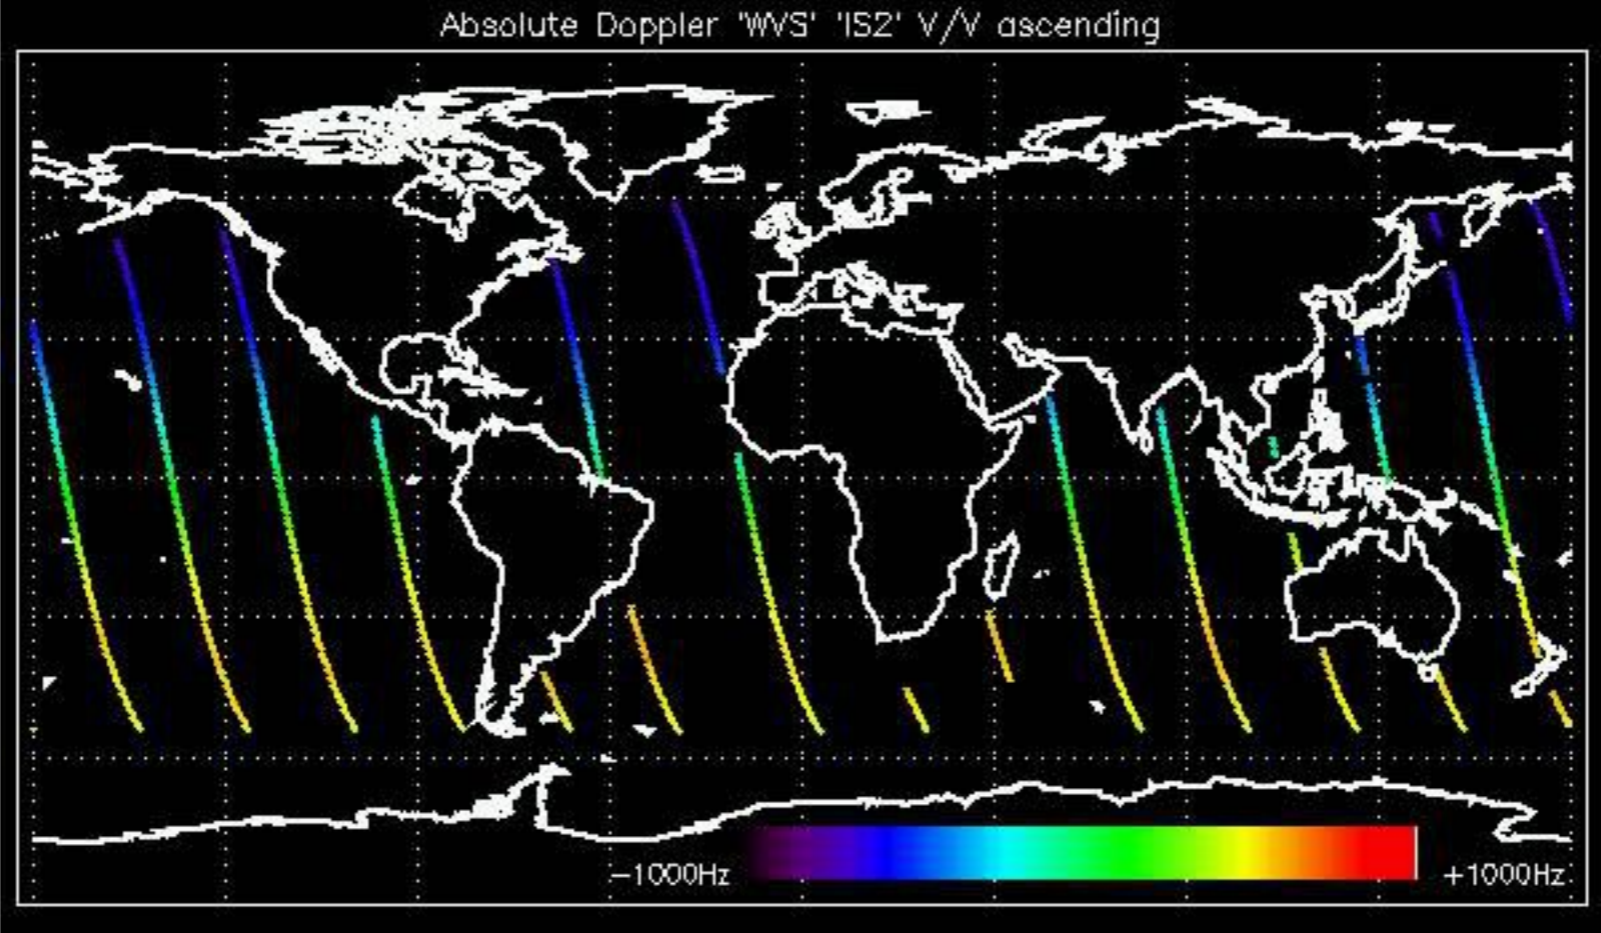 Absolute Doppler 'WVS' 'IS2' V/V ascending
-1000Hz +1000Hz